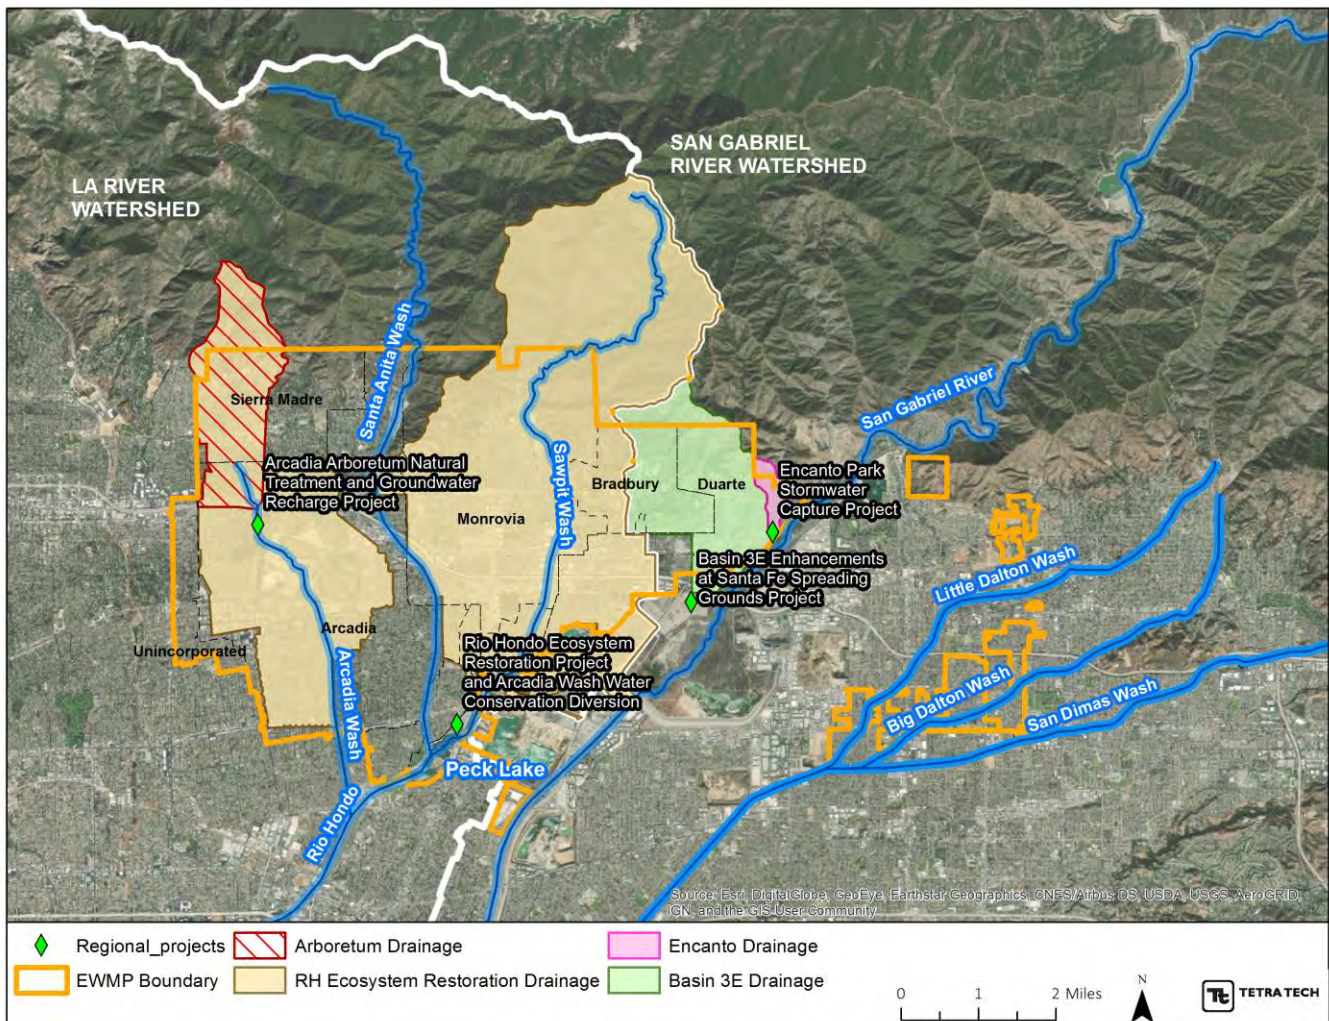 SAN GABRIEL
RIVER WATERSHED
LA RIVER
WATERSHED
Santa Anita Wash
Sierra Madre
San Gabriel River
Arcadia Arboretum Natural
Treatment and Groundwater
Recharge Project
Sawpit Wash
Bradbury
Duarte
Encanto Park
Stormwater
Capture Project
Monrovia
Basin 3E Enhancements
at Santa Fe Spreading
Grounds Project
Little Dalton Wash
Arcadia
Unincorporated
Rio Hondo Ecosystem
Restoration Project
and Arcadia Wash Water
Conservation Diversion
Arcadia Wash
Big Dalton Wash
San Dimas Wash
Peck Lake
Rio Hondo
Source: Esri, DigitalGlobe, GeoEye, Earthstar Geographics, CNES/Airbus DS, USDA, USGS, AeroGRID,
IGN, and the GIS User Community
Regional_projects
Arboretum Drainage
Encanto Drainage
EWMP Boundary
RH Ecosystem Restoration Drainage
Basin 3E Drainage
0 1 2 Miles
N
Tt TETRA TECH